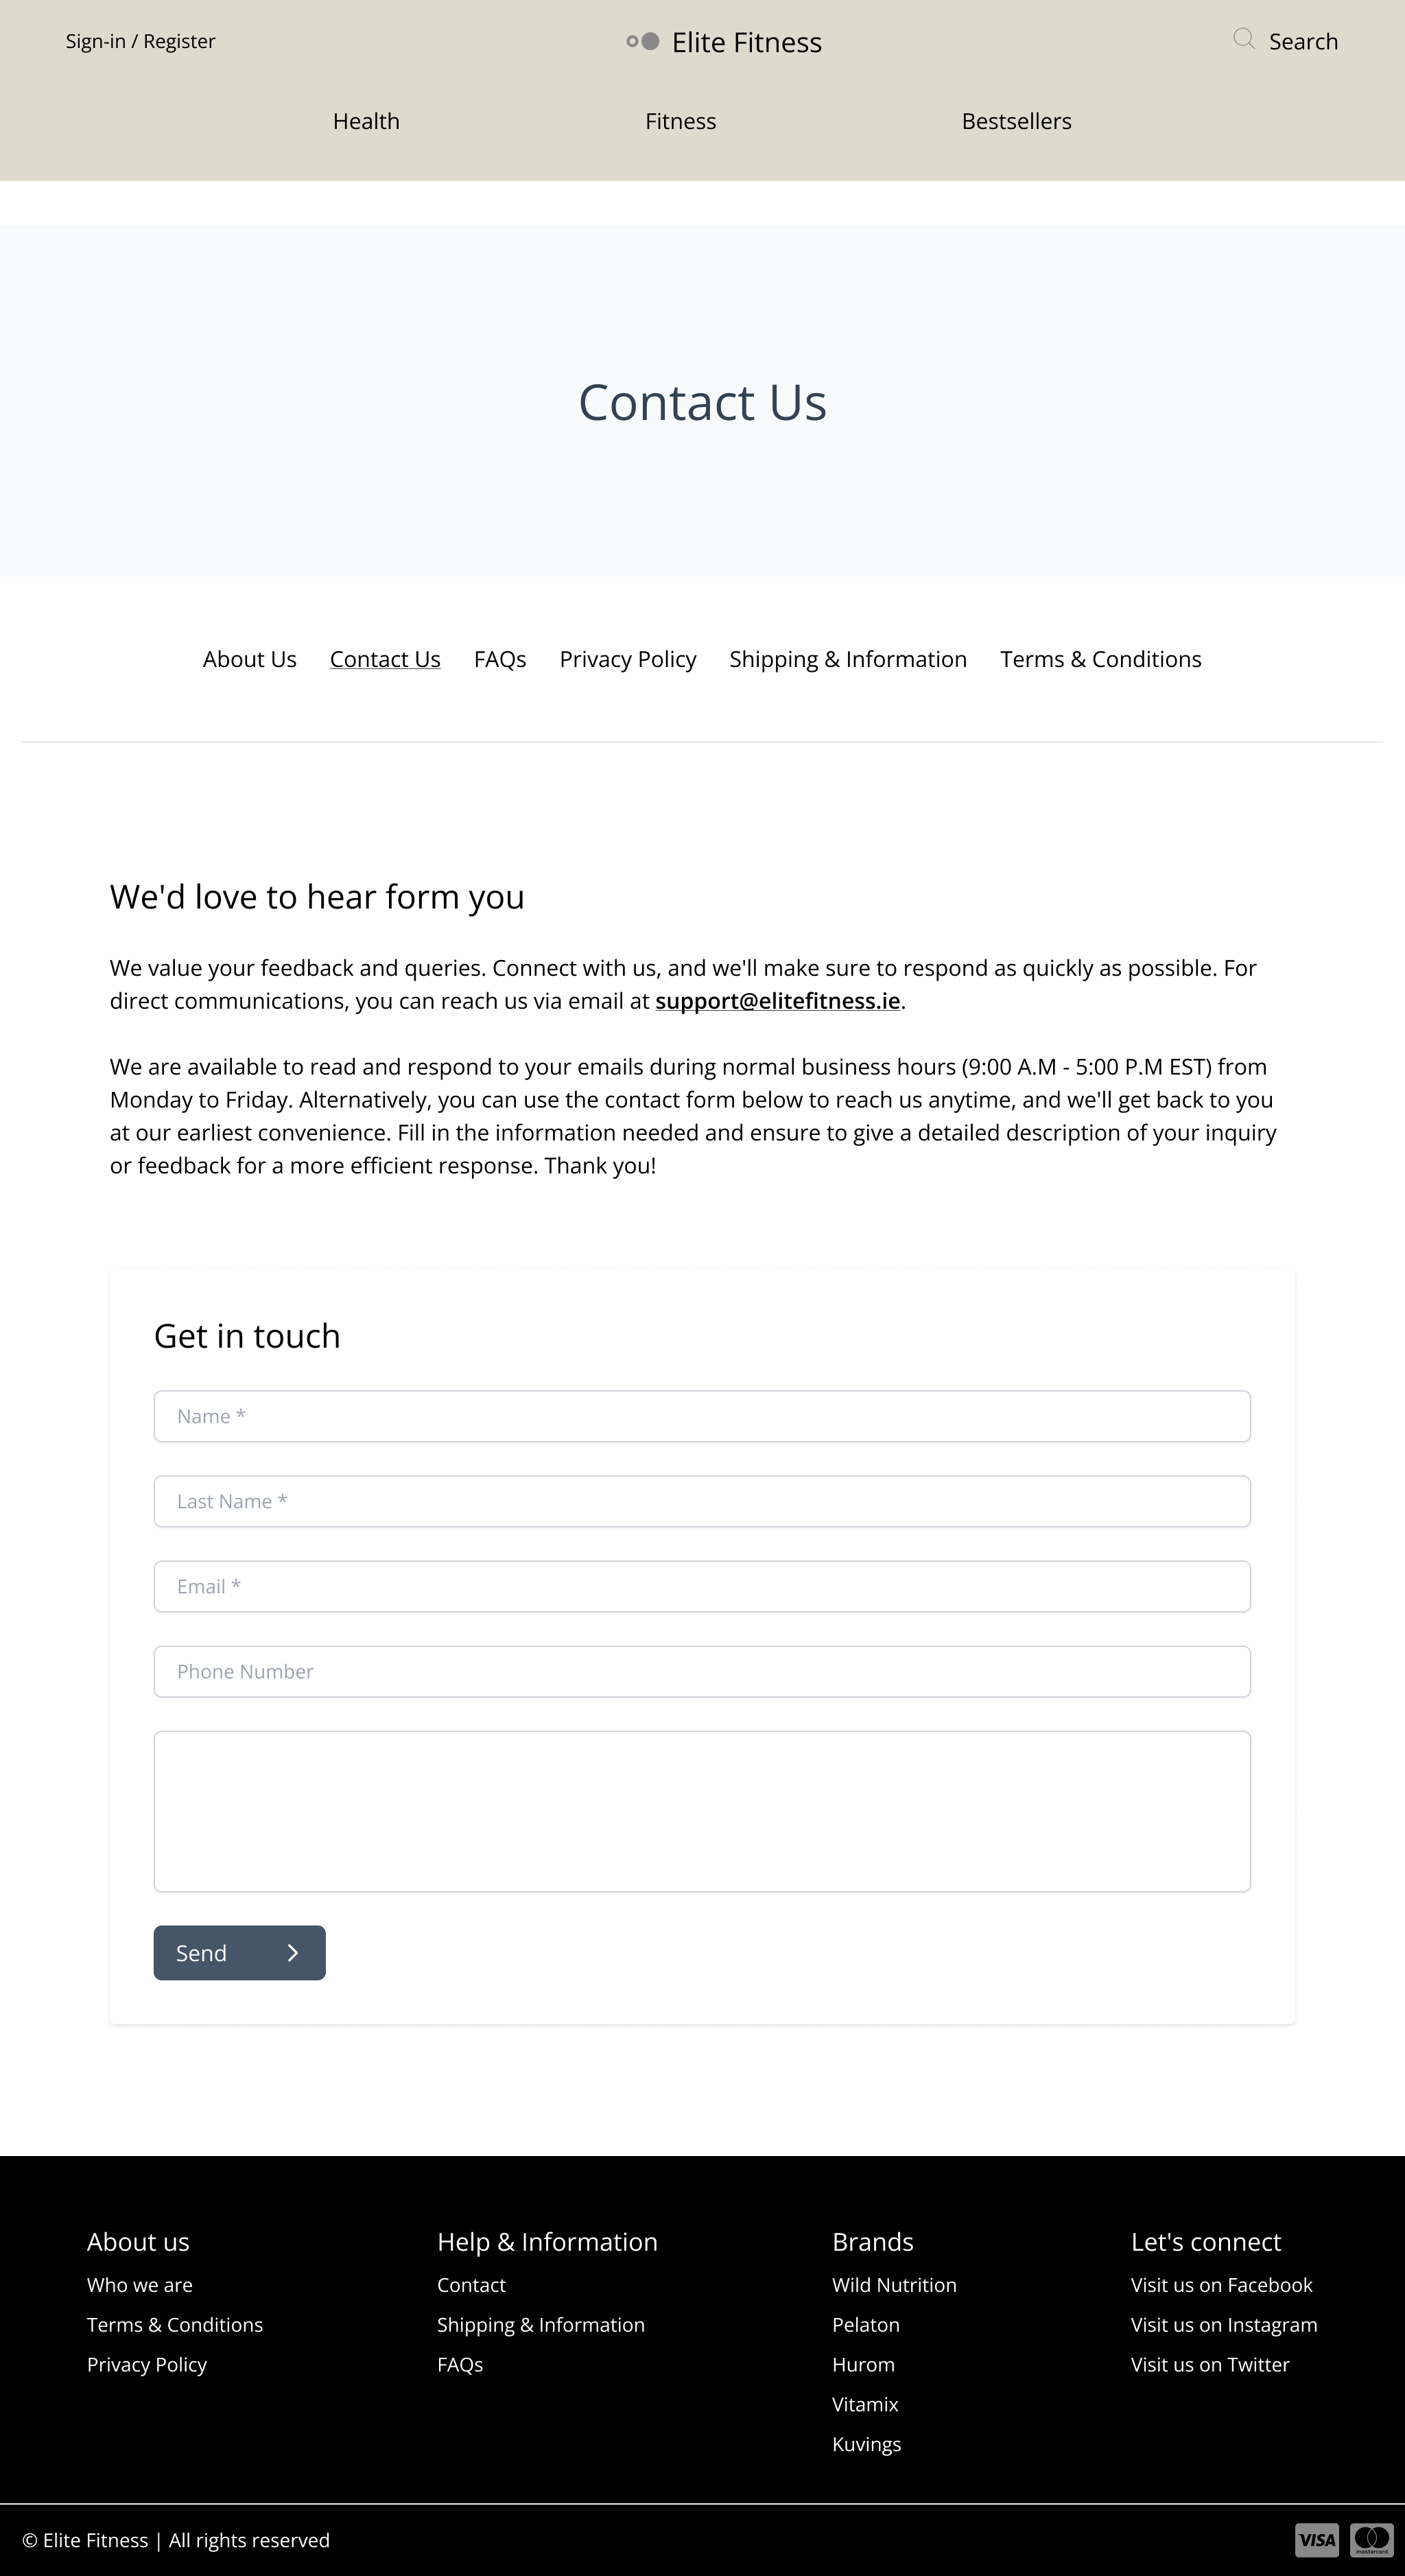 Sign-in / Register
Elite Fitness
Search
Health
Fitness
Bestsellers
Contact Us
About Us
Contact Us
FAQs
Privacy Policy
Shipping & Information
Terms & Conditions
We'd love to hear form you
We value your feedback and queries. Connect with us, and we'll make sure to respond as quickly as possible. For
direct communications, you can reach us via email at support@elitefitness.ie.
We are available to read and respond to your emails during normal business hours (9:00 A.M - 5:00 P.M EST) from
Monday to Friday. Alternatively, you can use the contact form below to reach us anytime, and we'll get back to you
at our earliest convenience. Fill in the information needed and ensure to give a detailed description of your inquiry
or feedback for a more efficient response. Thank you!
Get in touch
Name *
Last Name *
Email *
Phone Number
Send
About us
Who we are
Terms & Conditions
Privacy Policy
Help & Information
Contact
Shipping & Information
FAQs
Brands
Wild Nutrition
Pelaton
Hurom
Vitamix
Kuvings
Let's connect
Visit us on Facebook
Visit us on Instagram
Visit us on Twitter
© Elite Fitness | All rights reserved
VISA
mastercard